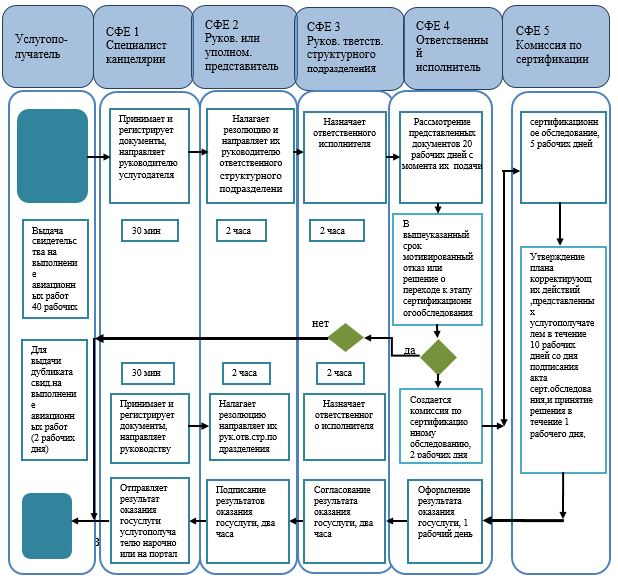 Услугопо-
лучатель
СФЕ 1
Специалист
канцелярии
СФЕ 2
Руков. или
уполном.
представитель
СФЕ 3
Руков. тветств.
структурного
подразделения
СФЕ 4
Ответственны
й
исполнитель
СФЕ 5
Комиссия по
сертификации
Принимает и
регистрирует
документы,
направляет
руководителю
услугодателя
Налагает
резолюцию и
направляет их
руководителю
ответственного
структурного
подразделени
Назначает
ответственного
исполнителя
Рассмотрение
представленных
документов 20
рабочих дней с
момента их подачи
сертификационн
ое обследование,
5 рабочих дней
Выдача
свидетельс
тва на
выполнени
е
авиационн
ых работ
40 рабочих
30 мин
2 часа
2 часа
В
вышеуказанный
срок
мотивированный
отказ или
решение о
переходе к этапу
сертификационн
огообследования
Утверждение
плана
корректирующ
их действий
,представленны
х
услугополучате
лем в течение
10 рабочих
дней со дня
подписания
акта
серт.обследова
ния,и принятие
решения в
течение 1
рабочего дня,
нет
да
Для
выдачи
дубликата
свид.на
выполнени
е
авиационн
ых работ
(2 рабочих
дня)
30 мин
2 часа
2 часа
Принимает и
регистрирует
документы,
направляет
руководству
Налагает
резолюцию
направляет их
рук.отв.стр.по
дразделения
Назначает
ответственног
о исполнителя
Создается
комиссия по
сертификацио
нному
обследованию,
2 рабочих дня
Отправляет
результат
оказания
госуслуги
услугополуча
телю нарочно
или на портал
Подписание
результатов
оказания
госуслуги, два
часа
Согласование
результата
оказания
госуслуги, два
часа
Оформление
результата
оказания
госуслуги, 1
рабочий день